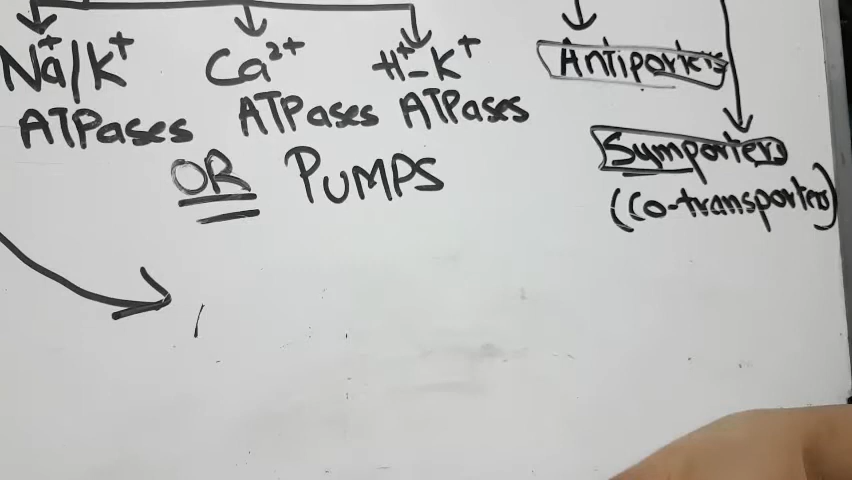 Na+/K+ Ca2+ H+-K+ Antiporters
ATPases ATPases ATPases
Symporters
OR PUMPS
(Co-transporters)